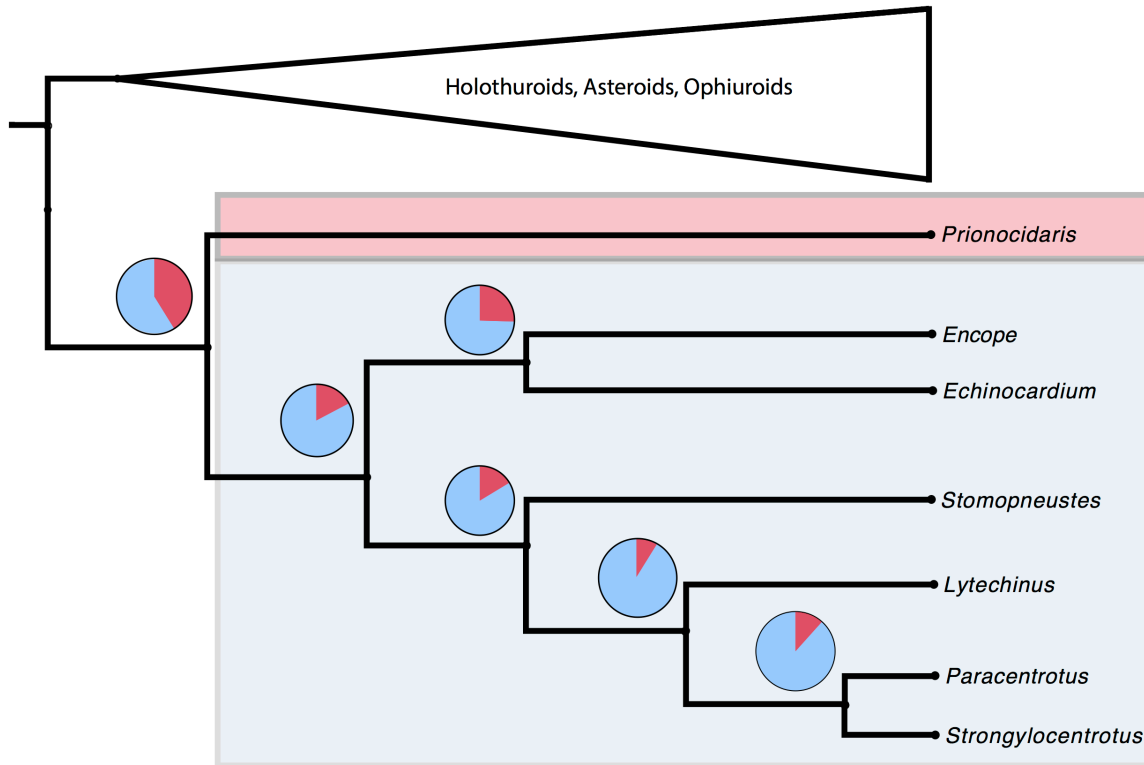 Holothuroids, Asteroids, Ophiuroids
Prionocidaris
Encope
Echinocardium
Stomopneustes
Lytechinus
Paracentrotus
Strongylocentrotus